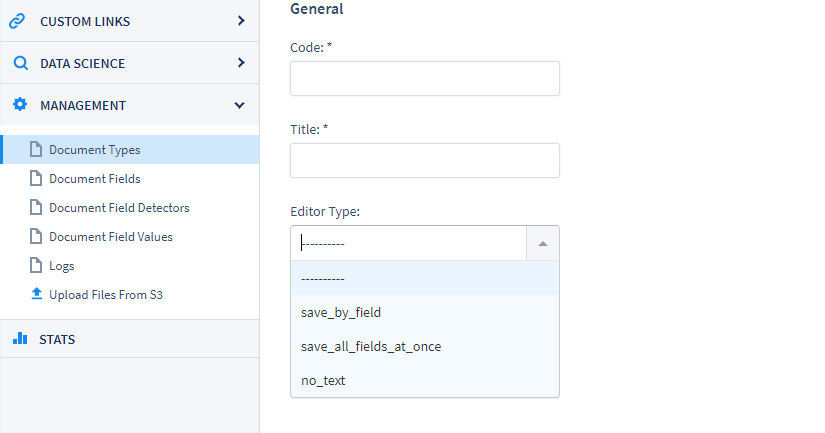 CUSTOM LINKS
DATA SCIENCE
MANAGEMENT
Document Types
Document Fields
Document Field Detectors
Document Field Values
Logs
Upload Files From S3
STATS
General
Code: *
Title: *
Editor Type:
----------
----------
save_by_field
save_all_fields_at_once
no_text